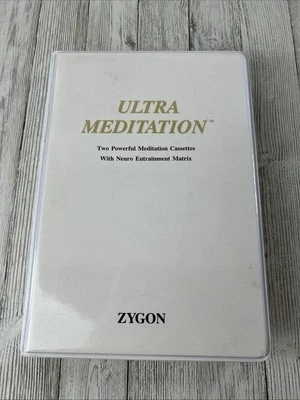 ULTRA
MEDITATION™
Two Powerful Meditation Cassettes
With Neuro Entrainment Matrix
ZYGON